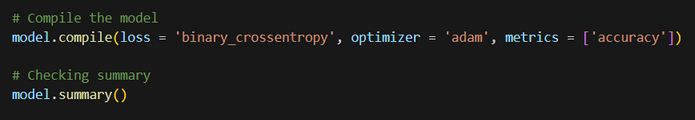 # Compile the model
model.compile(loss = 'binary_crossentropy', optimizer = 'adam', metrics = ['accuracy'])
# Checking summary
model.summary()